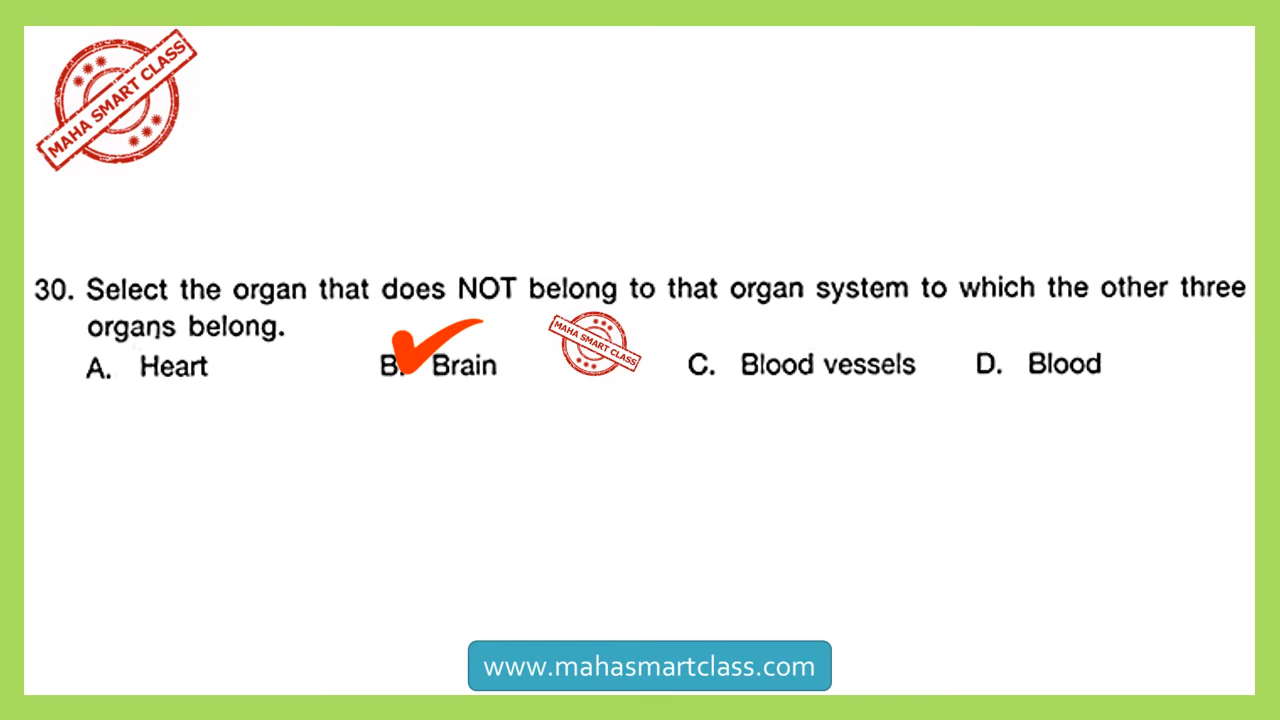 MAHA SMART CLASS
30. Select the organ that does NOT belong to that organ system to which the other three
organs belong.
A. Heart B. Brain C. Blood vessels D. Blood
MAHA SMART CLASS
www.mahasmartclass.com